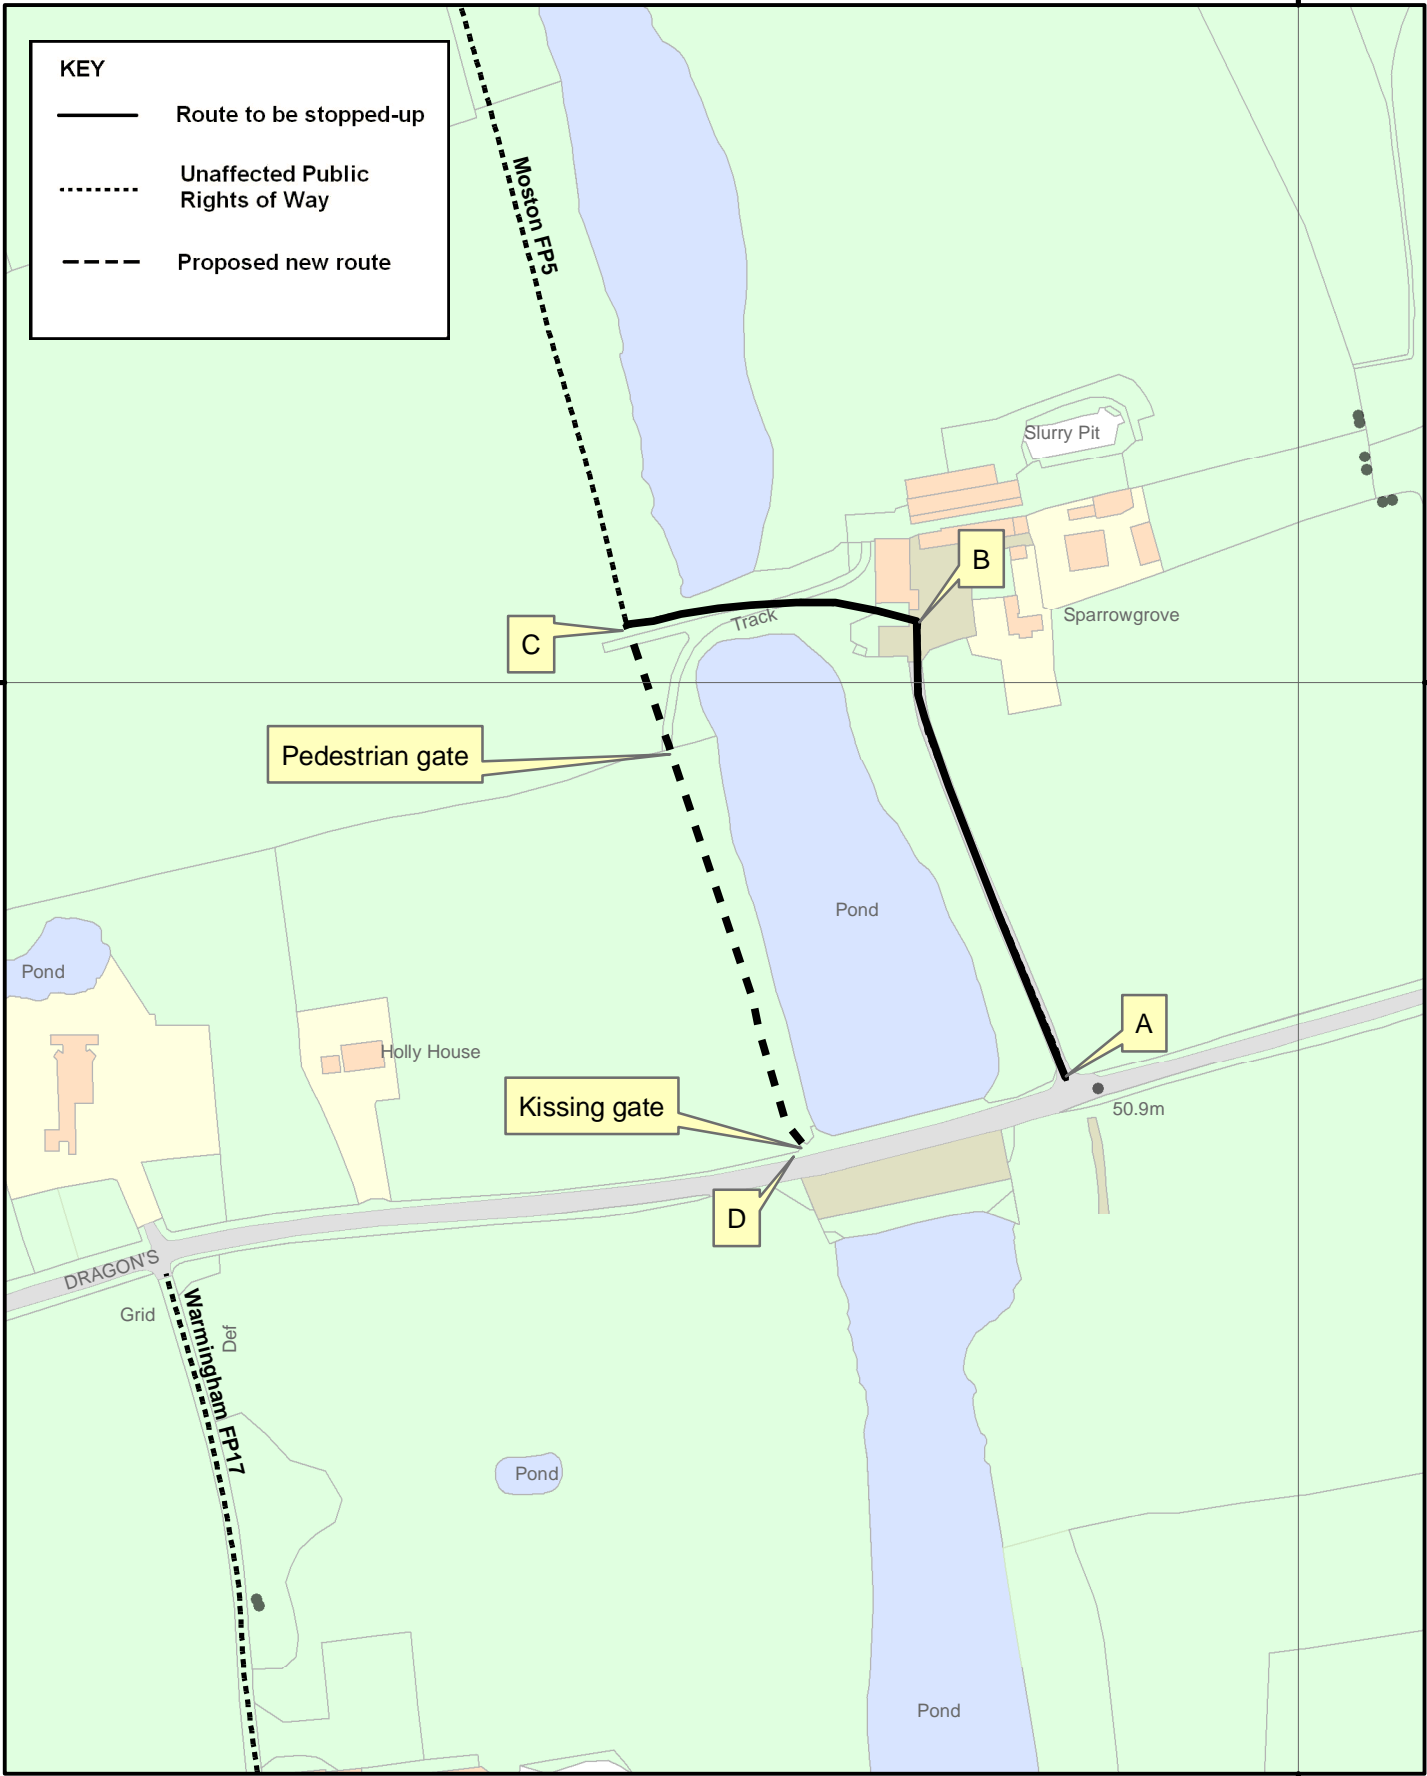 KEY
Route to be stopped-up
Unaffected Public
Rights of Way
Proposed new route
Moston FP5
Slurry Pit
B
Sparrowgrove
Track
C
Pedestrian gate
Pond
Pond
A
Holly House
Kissing gate
50.9m
D
DRAGON'S
Grid
Def
Warmingham FP17
Pond
Pond